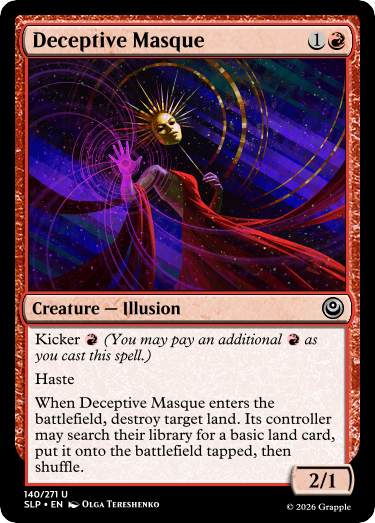 Deceptive Masque
1
Creature — Illusion
Kicker (You may pay an additional as
you cast this spell.)
Haste
When Deceptive Masque enters the
battlefield, destroy target land. Its controller
may search their library for a basic land card,
put it onto the battlefield tapped, then
shuffle.
2/1
140/271 U
SLP • EN Olga Tereshenko
© 2026 Grapple